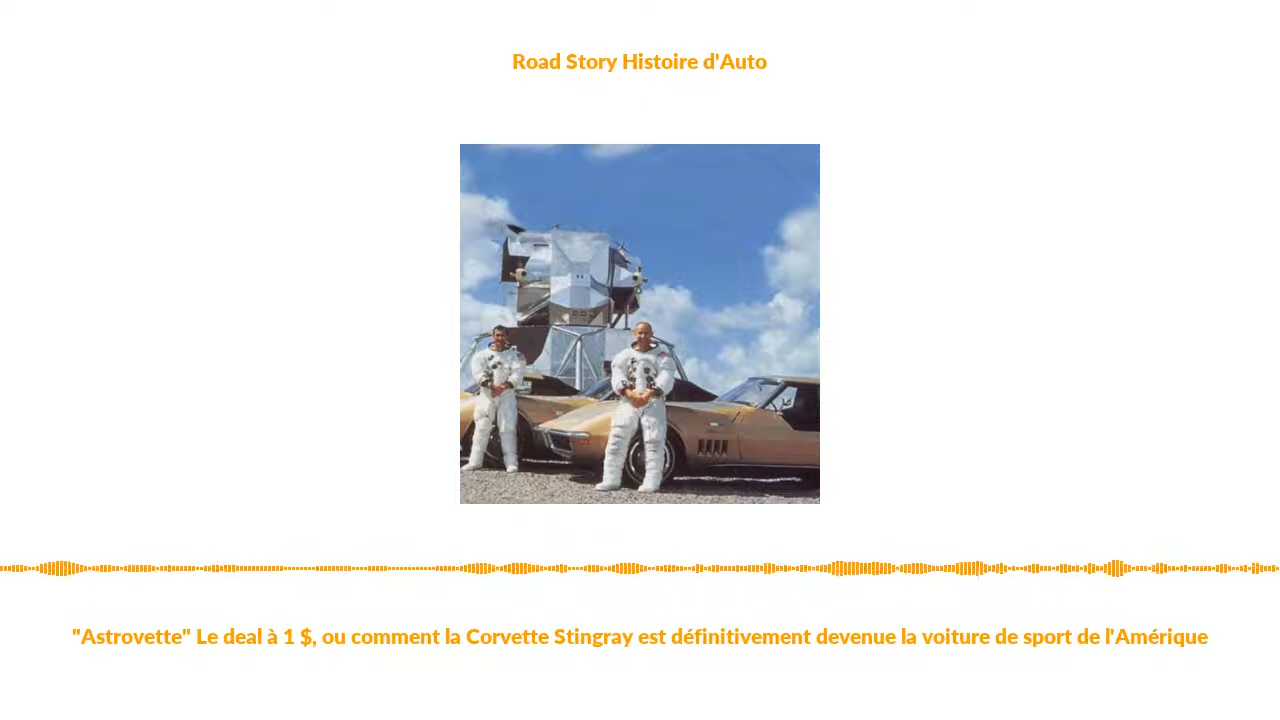 Road Story Histoire d'Auto
"Astrovette" Le deal à 1 $, ou comment la Corvette Stingray est définitivement devenue la voiture de sport de l'Amérique